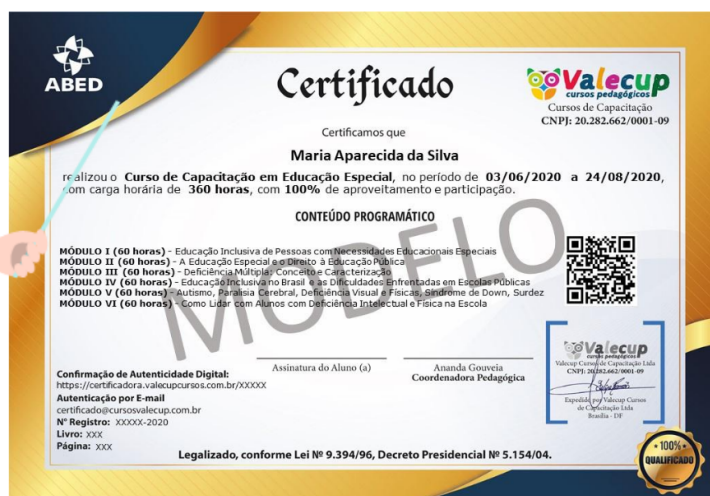 ABED
Certificado
Valecup
cursos pedagógicos
Cursos de Capacitação
CNPJ: 20.282.662/0001-09
Certificamos que
Maria Aparecida da Silva
realizou o Curso de Capacitação em Educação Especial, no período de 03/06/2020 a 24/08/2020,
com carga horária de 360 horas, com 100% de aproveitamento e participação.
CONTEÚDO PROGRAMÁTICO
MÓDULO I (60 horas) - Educação Inclusiva de Pessoas com Necessidades Educacionais Especiais
MÓDULO II (60 horas) - A Educação Especial e o Direito à Educação Pública
MÓDULO III (60 horas) - Deficiência Múltipla: Conceito e Caracterização
MÓDULO IV (60 horas) - Educação Inclusiva no Brasil e as Dificuldades Enfrentadas em Escolas Públicas
MÓDULO V (60 horas) - Autismo, Paralisia Cerebral, Deficiência Visual e Físicas, Síndrome de Down, Surdez
MÓDULO VI (60 horas) - Como Lidar com Alunos com Deficiência Intelectual e Física na Escola
MODELO
Valecup
cursos pedagógicos
Valecup Cursos de Capacitação Ltda
CNPJ: 20.282.662/0001-09
Expedido por Valecup Cursos
de Capacitação Ltda
Brasília - DF
Assinatura do Aluno (a)
Ananda Gouveia
Coordenadora Pedagógica
Confirmação de Autenticidade Digital:
https://certificadora.valecupcursos.com.br/XXXXX
Autenticação por E-mail
certificado@cursosvalecup.com.br
Nº Registro: XXXXX-2020
Livro: XXX
Página: XXX
Legalizado, conforme Lei Nº 9.394/96, Decreto Presidencial Nº 5.154/04.
100%
QUALIFICADO